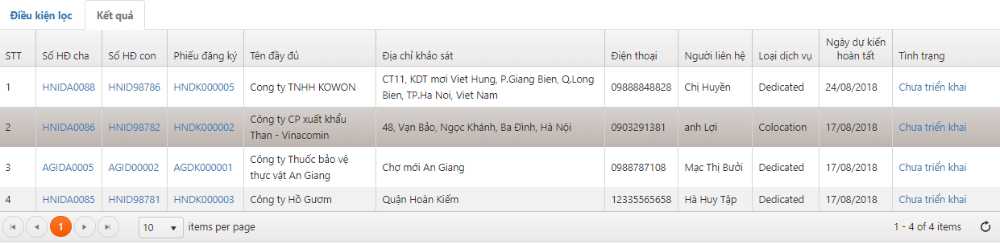 Điều kiện lọc Kết quả
STT Số HĐ cha Số HĐ con Phiếu đăng ký Tên đầy đủ Địa chỉ khảo sát Điện thoại Người liên hệ Loại dịch vụ Ngày dự kiến hoàn tất Tình trạng
1 HNIDA0088 HNID98786 HNDK000005 Cong ty TNHH KOWON CT11, KDT mơi Viet Hung, P.Giang Bien, Q.Long Bien, TP.Ha Noi, Viet Nam 09888848828 Chị Huyền Dedicated 24/08/2018 Chưa triển khai
2 HNIDA0086 HNID98782 HNDK000002 Công ty CP xuất khẩu Than - Vinacomin 48, Vạn Bảo, Ngọc Khánh, Ba Đình, Hà Nội 0903291381 anh Lợi Colocation 17/08/2018 Chưa triển khai
3 AGIDA0005 AGID00002 AGDK000001 Công ty Thuốc bảo vệ thực vật An Giang Chợ mới An Giang 0988787108 Mạc Thị Bưởi Dedicated 17/08/2018 Chưa triển khai
4 HNIDA0085 HNID98781 HNDK000003 Công ty Hồ Gươm Quận Hoàn Kiếm 12335565658 Hà Huy Tập Dedicated 17/08/2018 Chưa triển khai
1 10 items per page 1 - 4 of 4 items